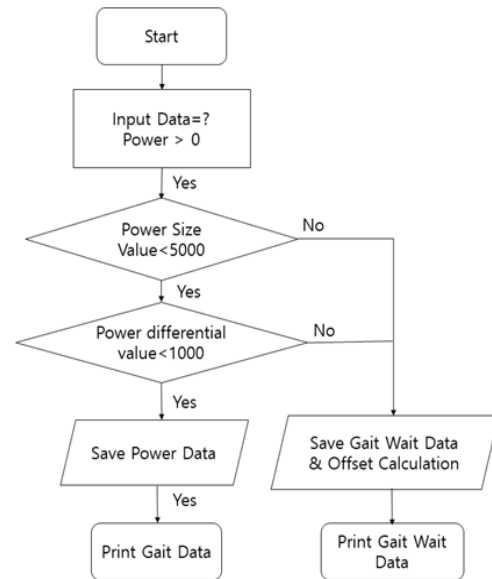 Start
Input Data=?
Power > 0
Yes
Power Size
Value<5000
No
Yes
Power differential
value<1000
No
Yes
Save Power Data
Save Gait Wait Data
& Offset Calculation
Yes
Print Gait Data
Print Gait Wait
Data